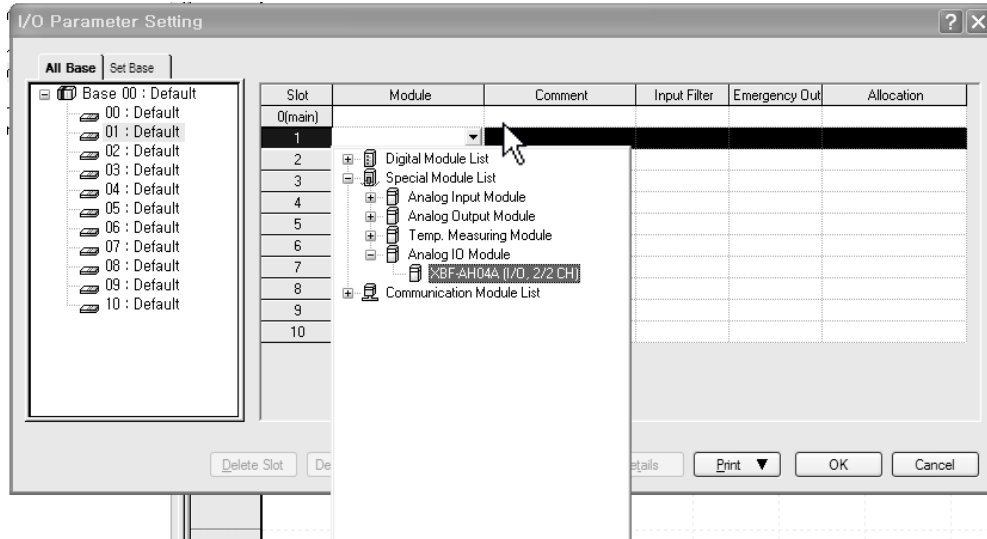 I/O Parameter Setting
All Base
Set Base
Base 00 : Default
00 : Default
01 : Default
02 : Default
03 : Default
04 : Default
05 : Default
06 : Default
07 : Default
08 : Default
09 : Default
10 : Default
Slot Module Comment Input Filter Emergency Out Allocation
0(main)
1
2
3
4
5
6
7
8
9
10
Digital Module List
Special Module List
Analog Input Module
Analog Output Module
Temp. Measuring Module
Analog IO Module
XBF-AH04A (I/O, 2/2 CH)
Communication Module List
Delete Slot De etails Print ▼ OK Cancel